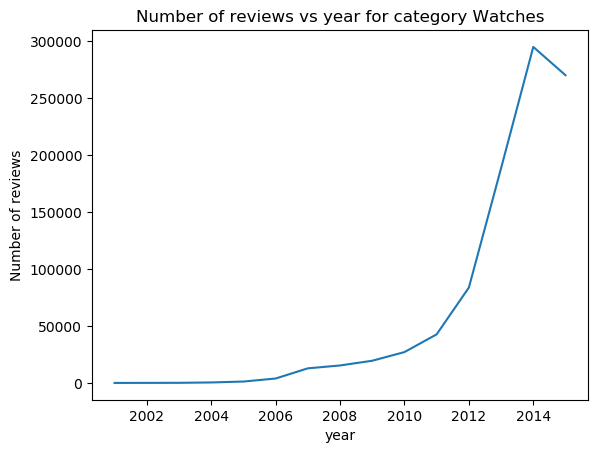 Number of reviews vs year for category Watches
300000
250000
200000
150000
100000
50000
0
Number of reviews
2002 2004 2006 2008 2010 2012 2014
year